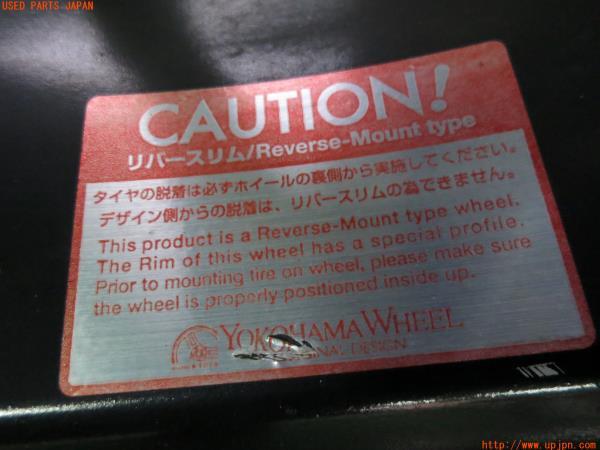 USED PARTS JAPAN
CAUTION!
リバースリム/Reverse-Mount type
タイヤの脱着は必ずホイールの裏側から実施してください。
デザイン側からの脱着は、リバースリムの為できません。
This product is a Reverse-Mount type wheel.
The Rim of this wheel has a special profile.
Prior to mounting tire on wheel, please make sure
the wheel is properly positioned inside up.
YOKOHAMA WHEEL
DESIGN
http://www.upjpn.com/